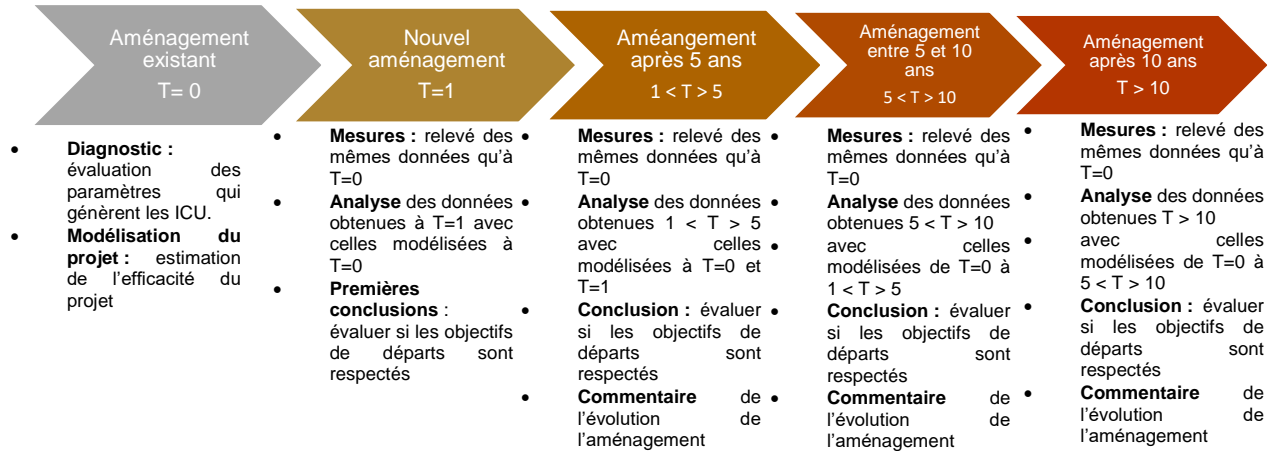 Aménagement
existant
T= 0
Nouvel
aménagement
T=1
Améangement
après 5 ans
1 < T > 5
Aménagement
entre 5 et 10
ans
5 < T > 10
Aménagement
après 10 ans
T > 10
• Diagnostic :
évaluation des
paramètres qui
génèrent les ICU.
• Modélisation du
projet : estimation
de l’efficacité du
projet
• Mesures : relevé des
mêmes données qu’à
T=0
• Analyse des données
obtenues à T=1 avec
celles modélisées à
T=0
• Premières
conclusions :
évaluer si les objectifs
de départs sont
respectés
• Mesures : relevé des
mêmes données qu’à
T=0
• Analyse des données
obtenues 1 < T > 5
avec celles
modélisées à T=0 et
T=1
• Conclusion : évaluer
si les objectifs de
départs sont
respectés
• Commentaire de
l’évolution de
l’aménagement
• Mesures : relevé des
mêmes données qu’à
T=0
• Analyse des données
obtenues 5 < T > 10
avec celles
modélisées de T=0 à
1 < T > 5
• Conclusion : évaluer
si les objectifs de
départs sont
respectés
• Commentaire de
l’évolution de
l’aménagement
• Mesures : relevé des
mêmes données qu’à
T=0
• Analyse des données
obtenues T > 10
• avec celles
modélisées de T=0 à
5 < T > 10
• Conclusion : évaluer
si les objectifs de
départs sont
respectés
• Commentaire de
l’évolution de
l’aménagement